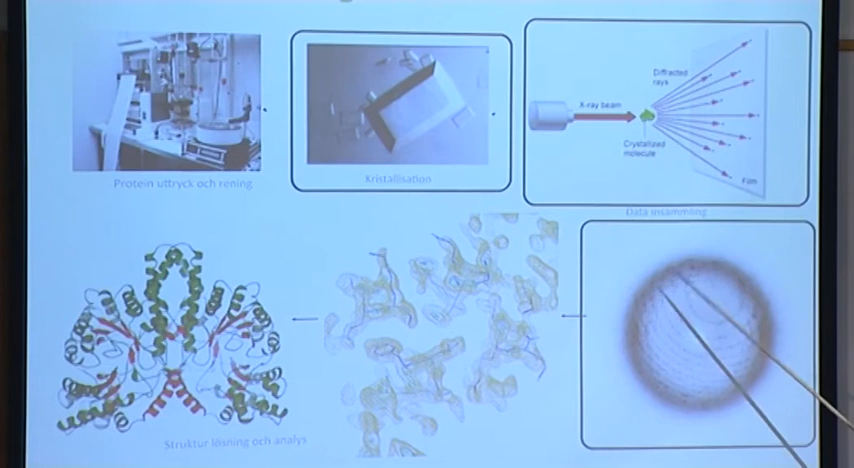 Protein uttryck och rening
Kristallisation
Diffracted
rays
X-ray beam
Crystallized
molecule
Film
Data insamling
Struktur lösning och analys